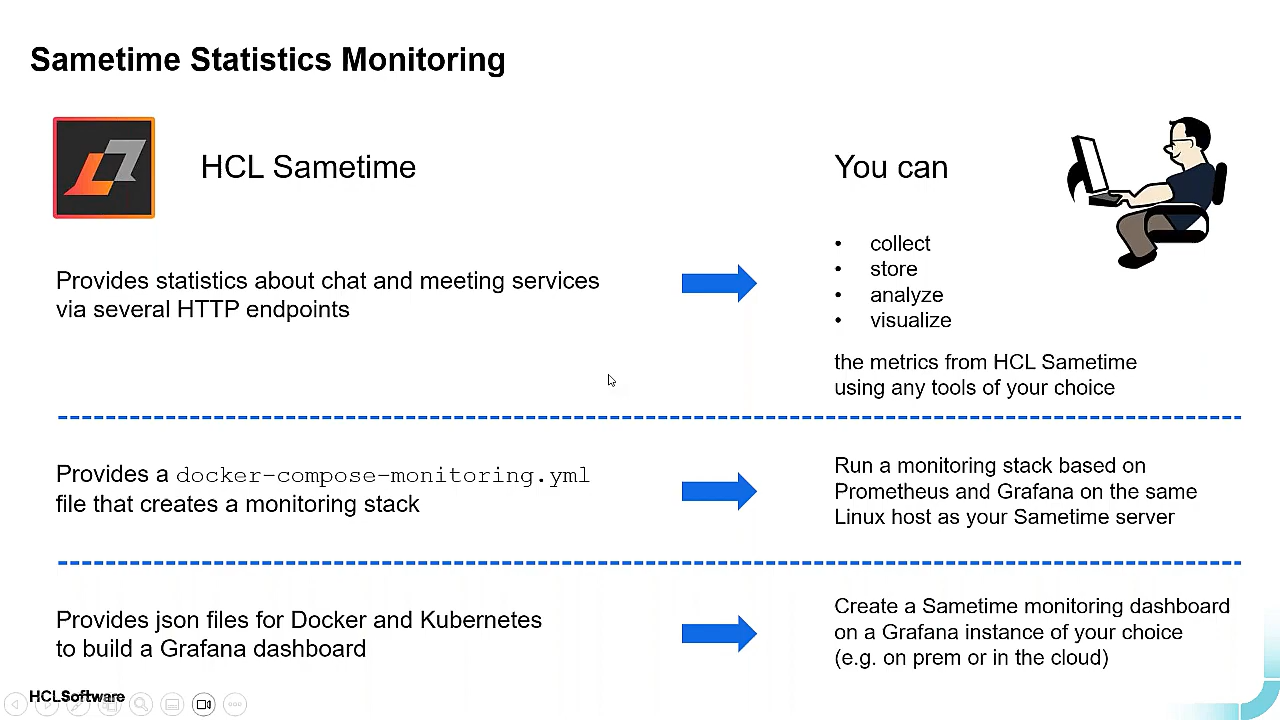 Sametime Statistics Monitoring
HCL Sametime
You can
Provides statistics about chat and meeting services
via several HTTP endpoints
• collect
• store
• analyze
• visualize
the metrics from HCL Sametime
using any tools of your choice
Provides a docker-compose-monitoring.yml
file that creates a monitoring stack
Run a monitoring stack based on
Prometheus and Grafana on the same
Linux host as your Sametime server
Provides json files for Docker and Kubernetes
to build a Grafana dashboard
Create a Sametime monitoring dashboard
on a Grafana instance of your choice
(e.g. on prem or in the cloud)
HCLSoftware